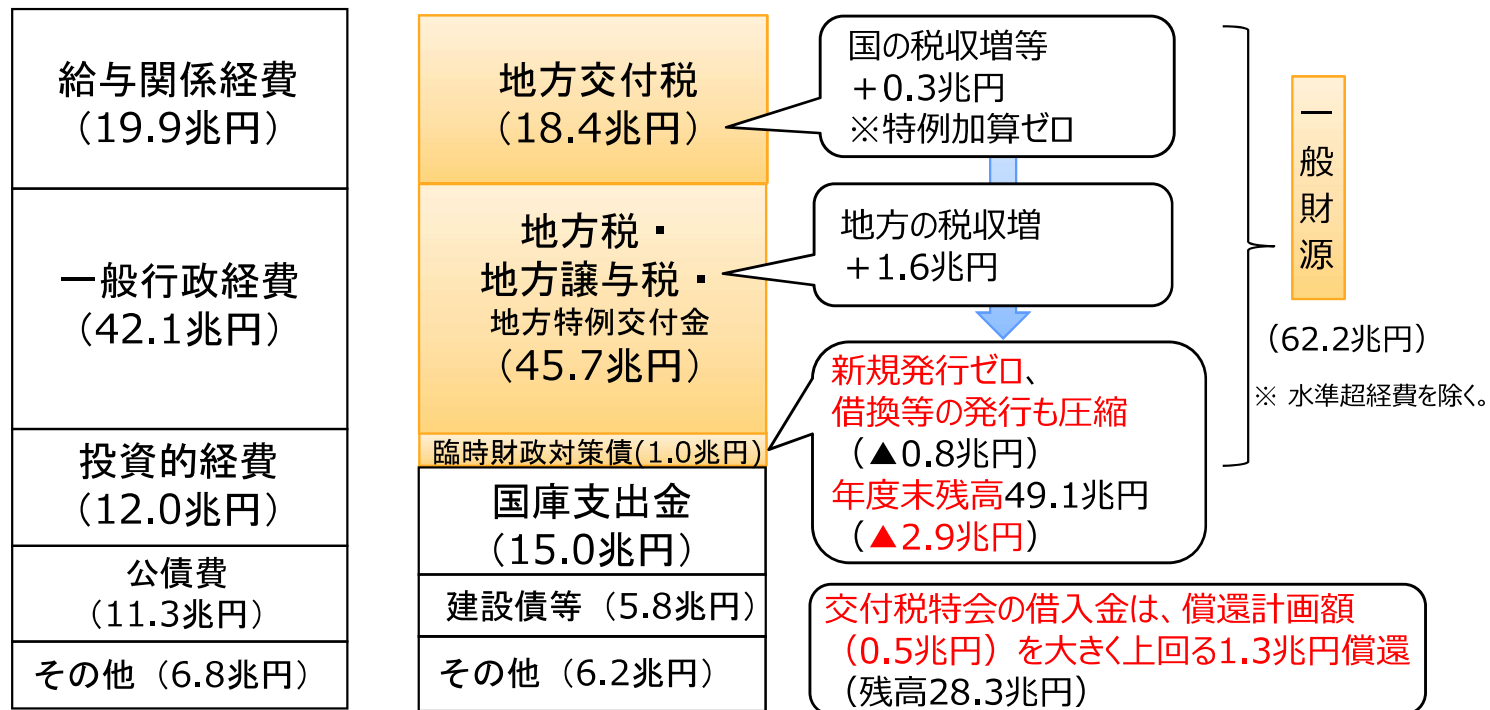 給与関係経費
（19.9兆円）
一般行政経費
（42.1兆円）
投資的経費
（12.0兆円）
公債費
（11.3兆円）
その他（6.8兆円）
地方交付税
（18.4兆円）
地方税・
地方譲与税・
地方特例交付金
（45.7兆円）
臨時財政対策債(1.0兆円)
国庫支出金
（15.0兆円）
建設債等（5.8兆円）
その他（6.2兆円）
国の税収増等
＋0.3兆円
※特例加算ゼロ
地方の税収増
＋1.6兆円
新規発行ゼロ、
借換等の発行も圧縮
（▲0.8兆円）
年度末残高49.1兆円
（▲2.9兆円）
交付税特会の借入金は、償還計画額
（0.5兆円）を大きく上回る1.3兆円償還
（残高28.3兆円）
一般財源
（62.2兆円）
※ 水準超経費を除く。